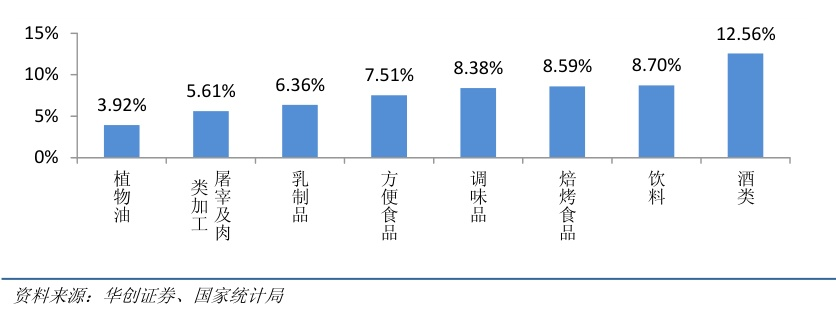 15%
10%
5%
0%
3.92%
5.61%
6.36%
7.51%
8.38%
8.59%
8.70%
12.56%
植物油
屠宰及肉
类加工
乳制品
方便食品
调味品
焙烤食品
饮料
酒类
资料来源：华创证券、国家统计局